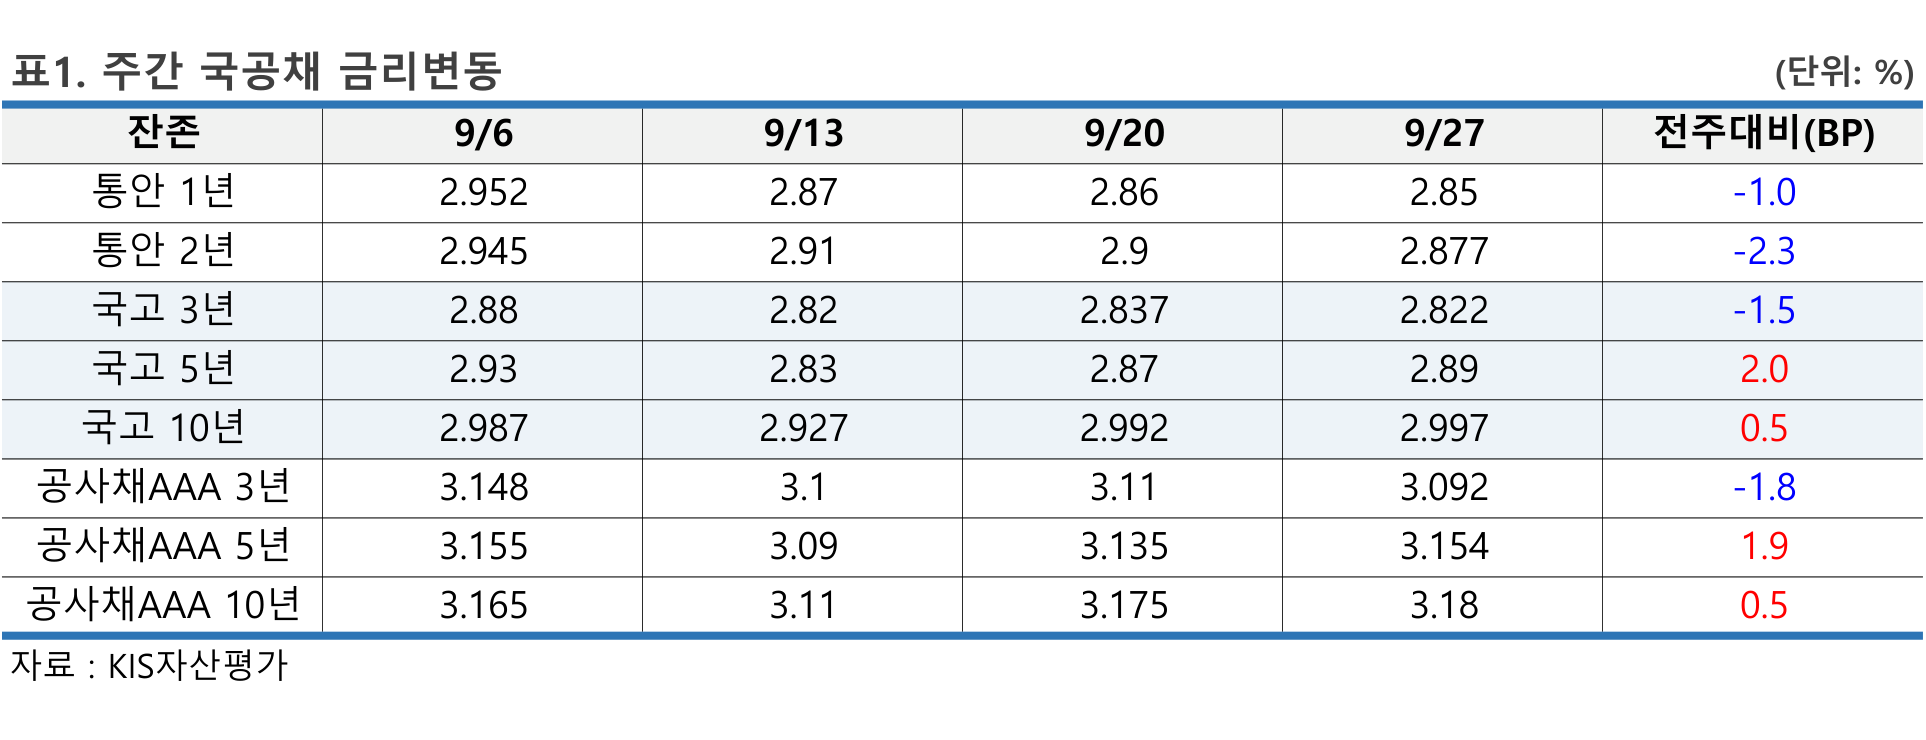 표1. 주간 국공채 금리변동 (단위: %)
잔존 9/6 9/13 9/20 9/27 전주대비(BP)
통안 1년 2.952 2.87 2.86 2.85 -1.0
통안 2년 2.945 2.91 2.9 2.877 -2.3
국고 3년 2.88 2.82 2.837 2.822 -1.5
국고 5년 2.93 2.83 2.87 2.89 2.0
국고 10년 2.987 2.927 2.992 2.997 0.5
공사채AAA 3년 3.148 3.1 3.11 3.092 -1.8
공사채AAA 5년 3.155 3.09 3.135 3.154 1.9
공사채AAA 10년 3.165 3.11 3.175 3.18 0.5
자료 : KIS자산평가